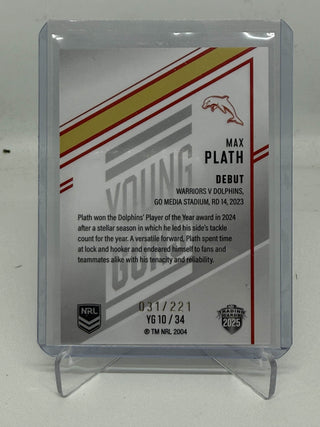 MAX
PLATH
DEBUT
WARRIORS V DOLPHINS,
GO MEDIA STADIUM, RD 14, 2023
YOUNG
GUNS
Plath won the Dolphins' Player of the Year award in 2024
after a stellar season in which he led his side's tackle
count for the year. A versatile forward, Plath spent time
at lock and hooker and endeared himself to fans and
teammates alike with his tenacity and reliability.
031/221
YG 10 / 34
® TM NRL 2004
NRL
TRADING
CARDS
2025